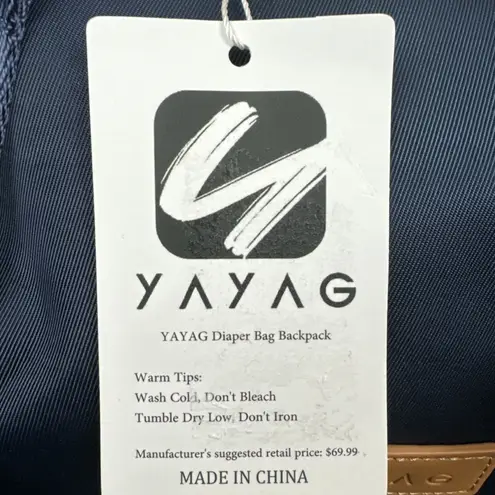 YAYAG
YAYAG Diaper Bag Backpack
Warm Tips:
Wash Cold, Don't Bleach
Tumble Dry Low, Don't Iron
Manufacturer's suggested retail price: $69.99
MADE IN CHINA
YAG